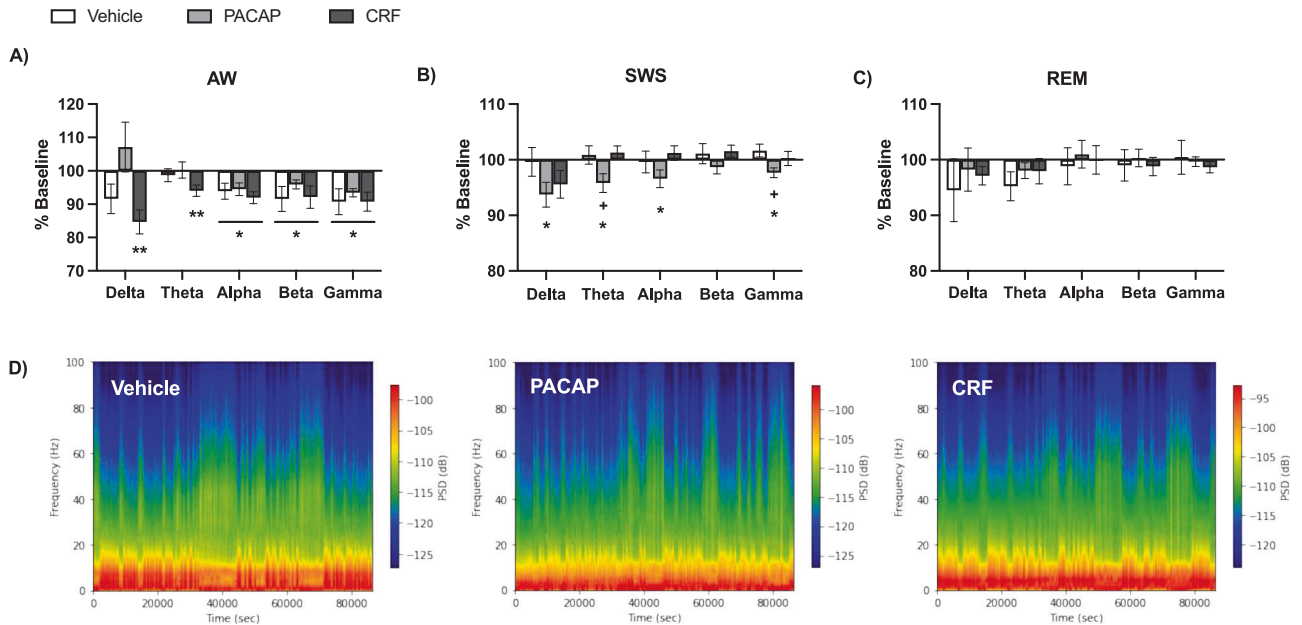 Vehicle PACAP CRF
A) AW
% Baseline
120
110
100
90
80
70
** ** * * *
Delta Theta Alpha Beta Gamma
B) SWS
% Baseline
110
100
90
80
+ +
* * * *
Delta Theta Alpha Beta Gamma
C) REM
% Baseline
110
100
90
80
Delta Theta Alpha Beta Gamma
D)
Vehicle
Frequency (Hz)
100
80
60
40
20
0
0 20000 40000 60000 80000
Time (sec)
−100
−105
−110
−115
−120
−125
PSD (dB)
PACAP
Frequency (Hz)
100
80
60
40
20
0
0 20000 40000 60000 80000
Time (sec)
−100
−105
−110
−115
−120
−125
PSD (dB)
CRF
Frequency (Hz)
100
80
60
40
20
0
0 20000 40000 60000 80000
Time (sec)
−95
−100
−105
−110
−115
−120
PSD (dB)